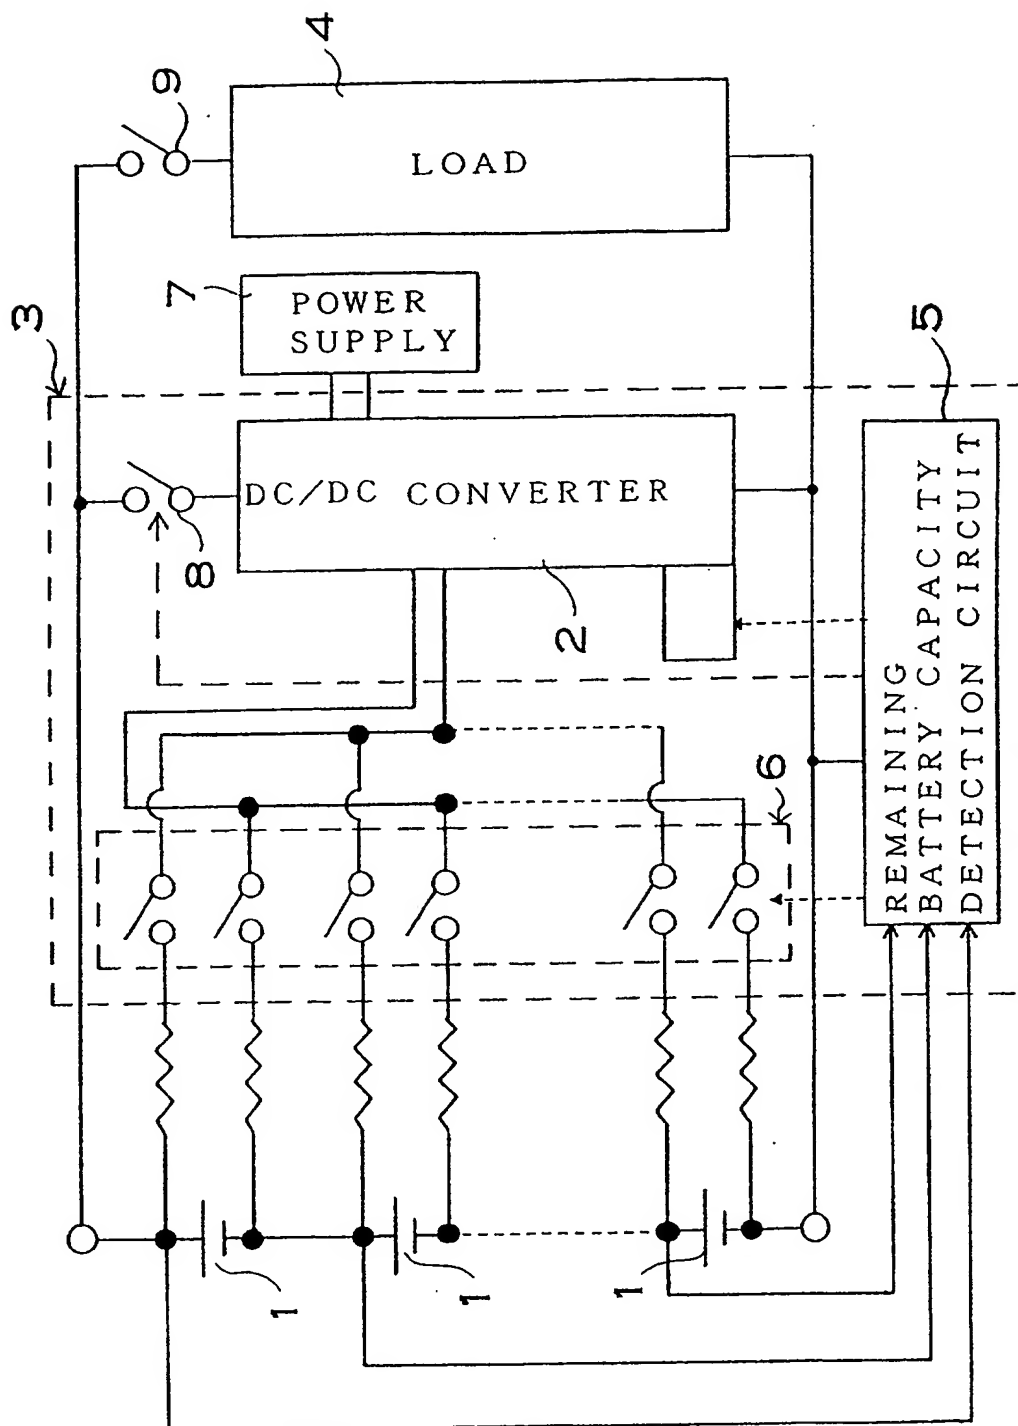 4
9
LOAD
3
7
POWER
SUPPLY
5
8
DC/DC CONVERTER
2
6
REMAINING
BATTERY CAPACITY
DETECTION CIRCUIT
1
1
1